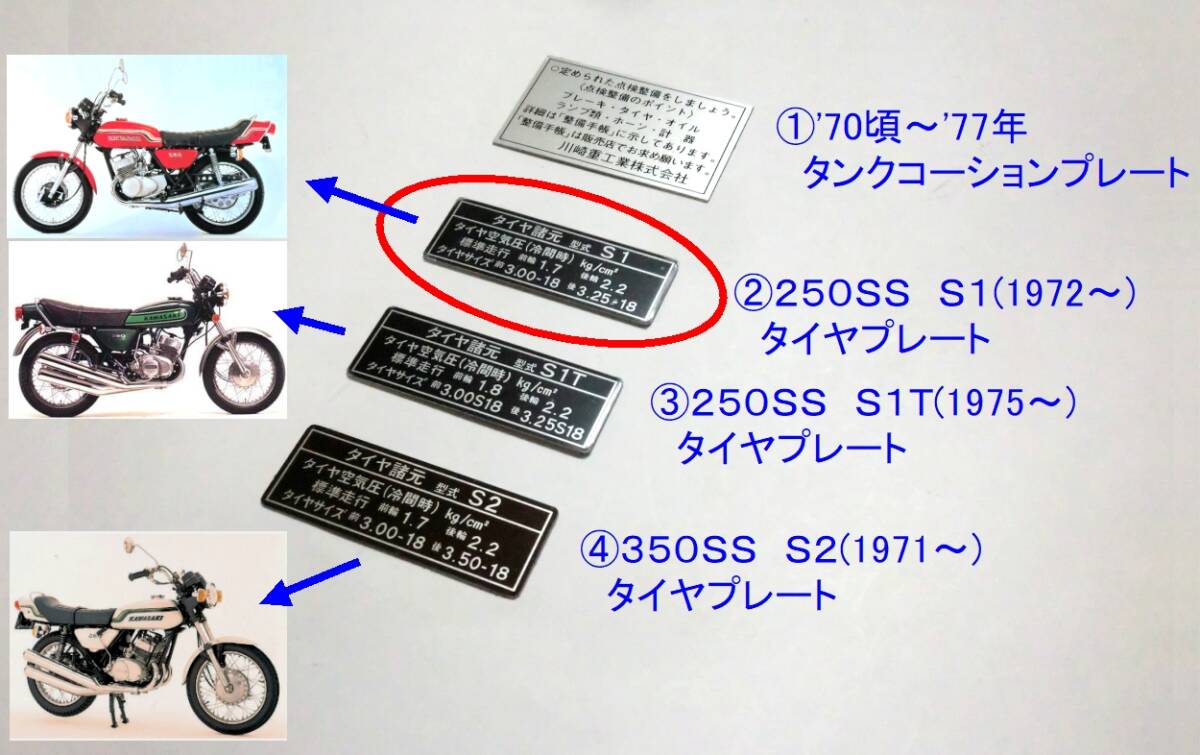 ○定められた点検整備をしましょう。
(点検整備のポイント)
ブレーキ・タイヤ・オイル
ランプ類・ホーン・計器
詳細は「整備手帳」に示してあります。
「整備手帳」は販売店でお求め願います。
川崎重工業株式会社
①'70頃～'77年
タンクコーションプレート
タイヤ諸元 型式 S1
タイヤ空気圧(冷間時) kg/cm²
標準走行 前輪 1.7 後輪 2.2
タイヤサイズ 前 3.00-18 後 3.25-18
②250SS S1(1972～)
タイヤプレート
タイヤ諸元 型式 S1T
タイヤ空気圧(冷間時) kg/cm²
標準走行 前輪 1.8 後輪 2.2
タイヤサイズ 前 3.00S18 後 3.25S18
③250SS S1T(1975～)
タイヤプレート
タイヤ諸元 型式 S2
タイヤ空気圧(冷間時) kg/cm²
標準走行 前輪 1.7 後輪 2.2
タイヤサイズ 前 3.00-18 後 3.50-18
④350SS S2(1971～)
タイヤプレート
KAWASAKI
KAWASAKI